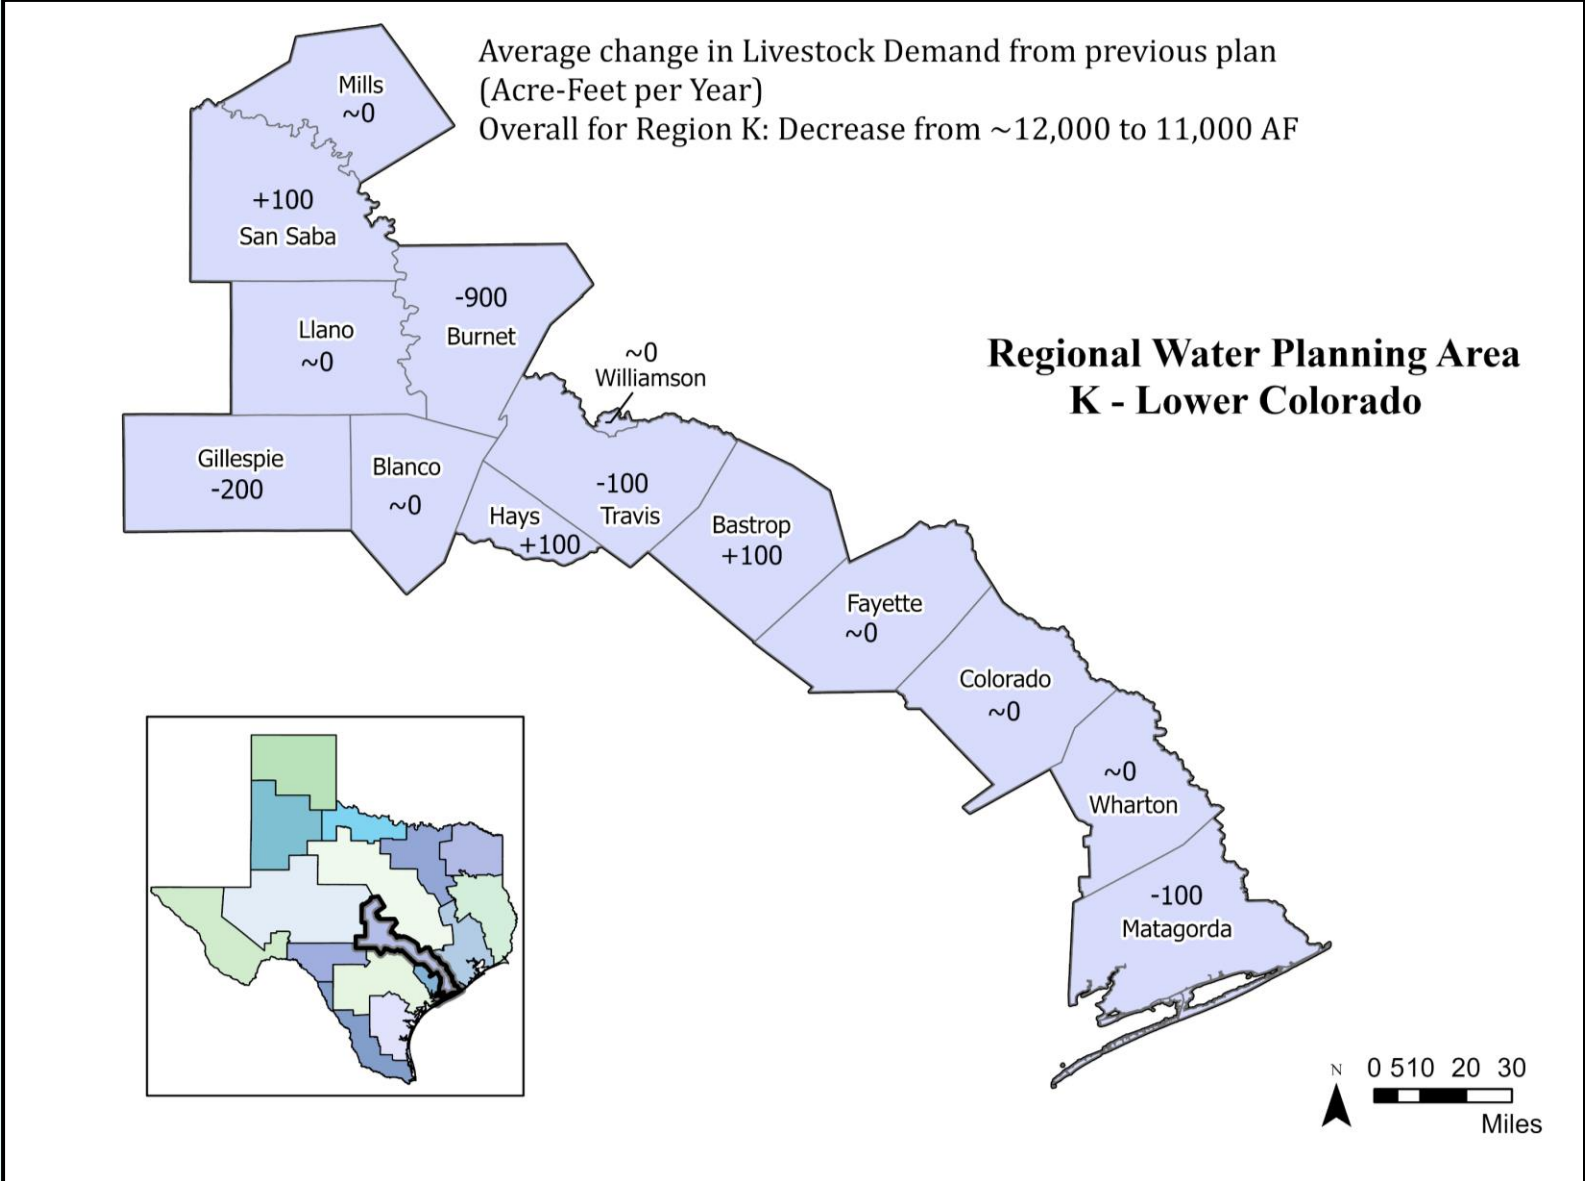 Average change in Livestock Demand from previous plan
(Acre-Feet per Year)
Overall for Region K: Decrease from ~12,000 to 11,000 AF
Mills
~0
+100
San Saba
-900
Burnet
Llano
~0
~0
Williamson
Regional Water Planning Area
K - Lower Colorado
Gillespie
-200
Blanco
~0
-100
Travis
Hays
+100
Bastrop
+100
Fayette
~0
Colorado
~0
~0
Wharton
-100
Matagorda
N
0 510 20 30
Miles